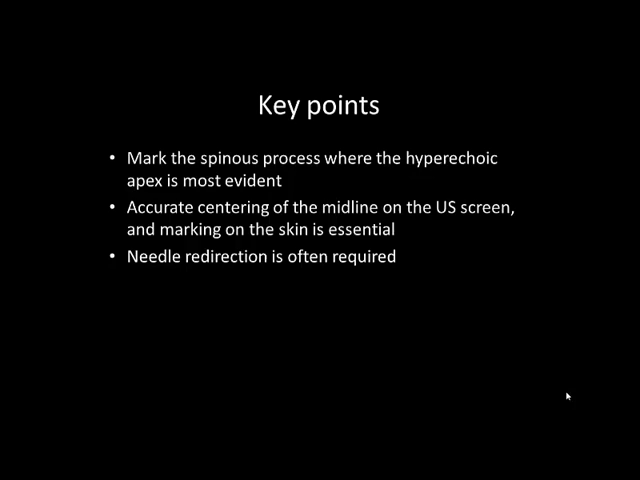 Key points
• Mark the spinous process where the hyperechoic
apex is most evident
• Accurate centering of the midline on the US screen,
and marking on the skin is essential
• Needle redirection is often required